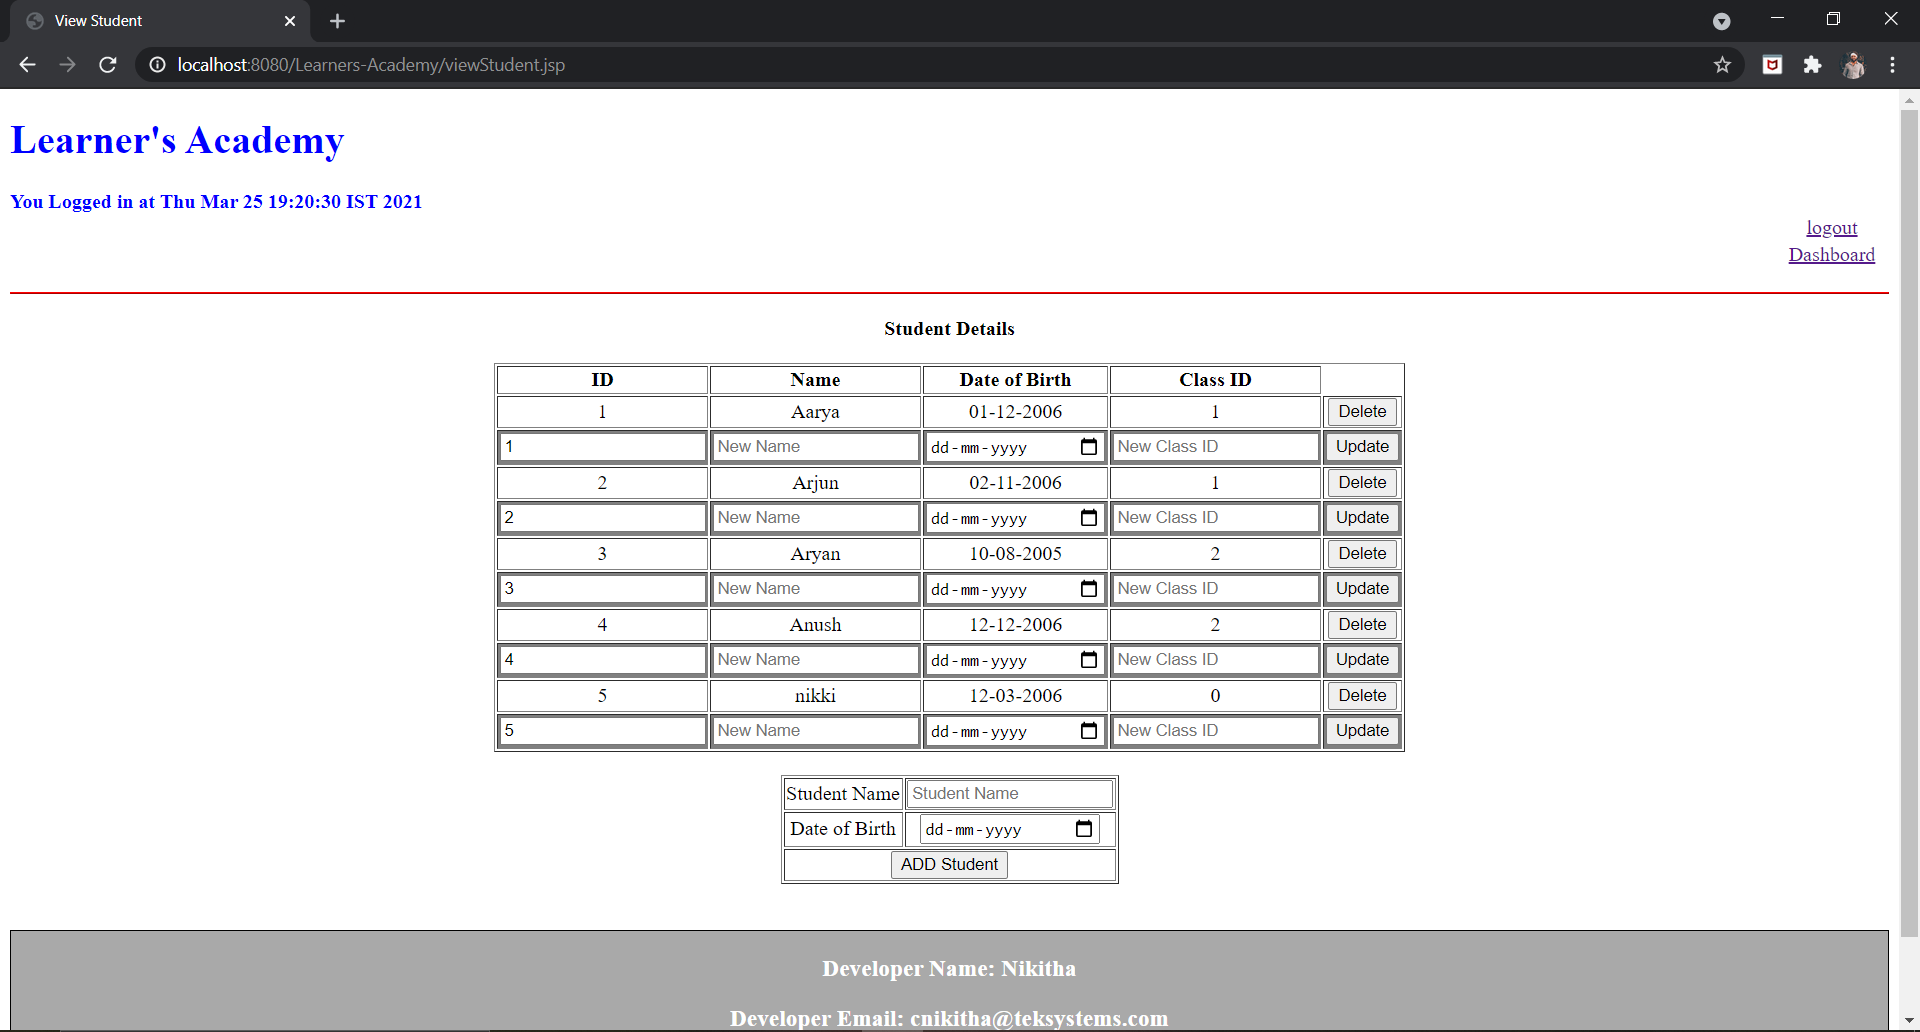 View Student
localhost:8080/Learners-Academy/viewStudent.jsp
Learner's Academy
You Logged in at Thu Mar 25 19:20:30 IST 2021
logout
Dashboard
Student Details
ID Name Date of Birth Class ID
1 Aarya 01-12-2006 1 Delete
1 New Name dd-mm-yyyy New Class ID Update
2 Arjun 02-11-2006 1 Delete
2 New Name dd-mm-yyyy New Class ID Update
3 Aryan 10-08-2005 2 Delete
3 New Name dd-mm-yyyy New Class ID Update
4 Anush 12-12-2006 2 Delete
4 New Name dd-mm-yyyy New Class ID Update
5 nikki 12-03-2006 0 Delete
5 New Name dd-mm-yyyy New Class ID Update
Student Name Student Name
Date of Birth dd-mm-yyyy
ADD Student
Developer Name: Nikitha
Developer Email: cnikitha@teksystems.com